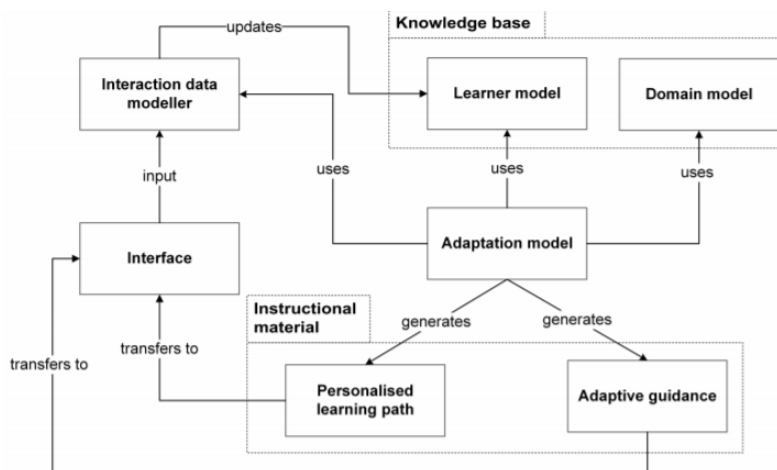 updates
Knowledge base
Interaction data
modeller
Learner model
Domain model
input
uses
uses
uses
Interface
Adaptation model
Instructional
material
generates
generates
transfers to
transfers to
Personalised
learning path
Adaptive guidance